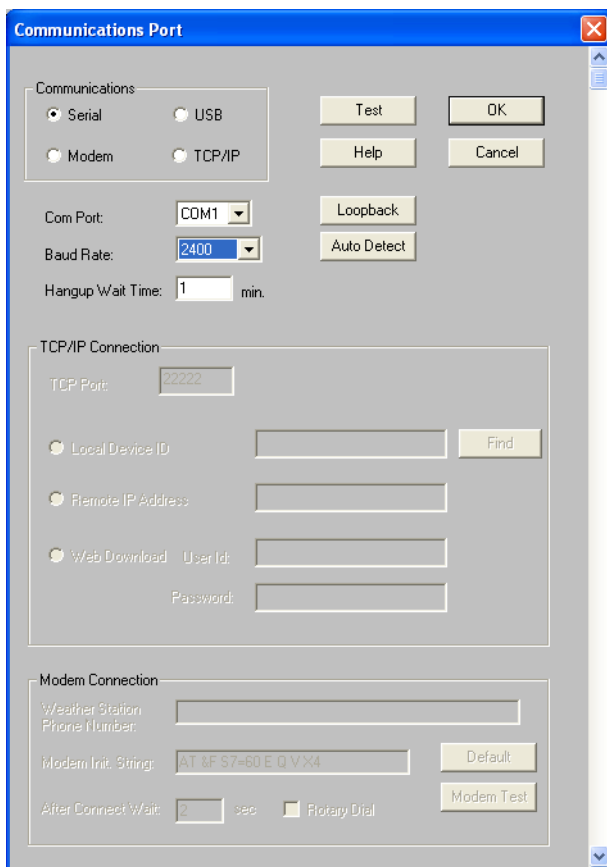 Communications Port
Communications
Serial
USB
Test
OK
Modem
TCP/IP
Help
Cancel
Com Port:
COM1
Loopback
Baud Rate:
2400
Auto Detect
Hangup Wait Time:
1
min.
TCP/IP Connection
TCP Port:
22222
Local Device ID
Find
Remote IP Address
Web Download
User Id:
Password:
Modem Connection
Weather Station
Phone Number:
Modem Init. String:
AT &F S7=60 E Q V X4
Default
After Connect Wait:
2
sec
Rotary Dial
Modem Test